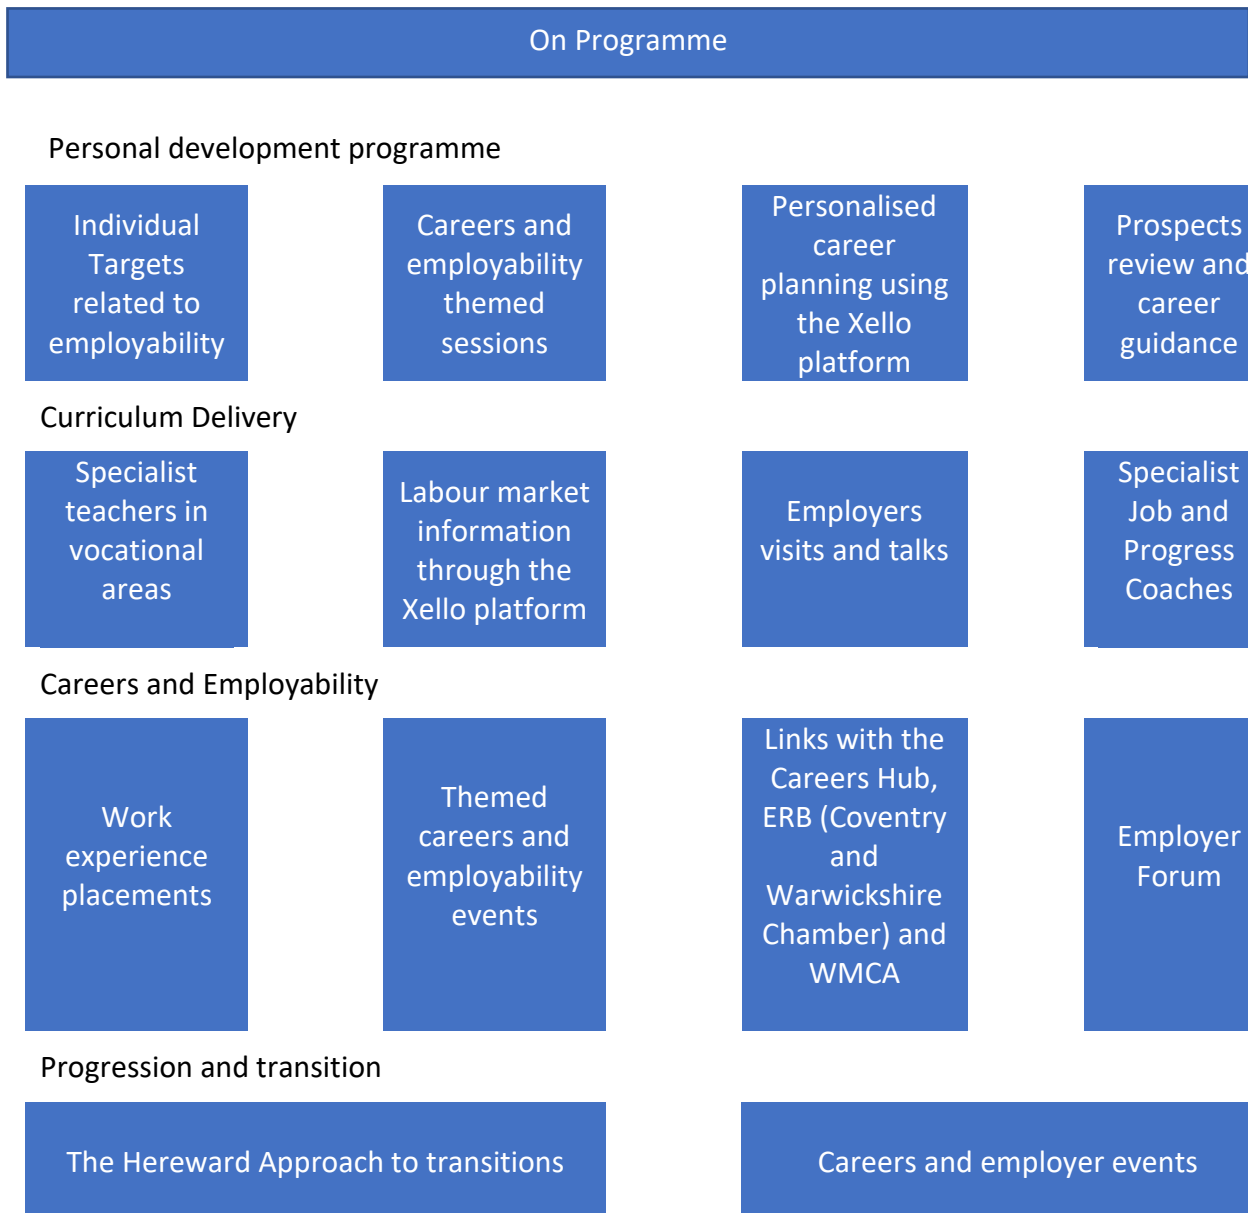 On Programme
Personal development programme
Individual
Targets
related to
employability
Careers and
employability
themed
sessions
Personalised
career
planning using
the Xello
platform
Prospects
review and
career
guidance
Curriculum Delivery
Specialist
teachers in
vocational
areas
Labour market
information
through the
Xello platform
Employers
visits and talks
Specialist
Job and
Progress
Coaches
Careers and Employability
Work
experience
placements
Themed
careers and
employability
events
Links with the
Careers Hub,
ERB (Coventry
and
Warwickshire
Chamber) and
WMCA
Employer
Forum
Progression and transition
The Hereward Approach to transitions
Careers and employer events